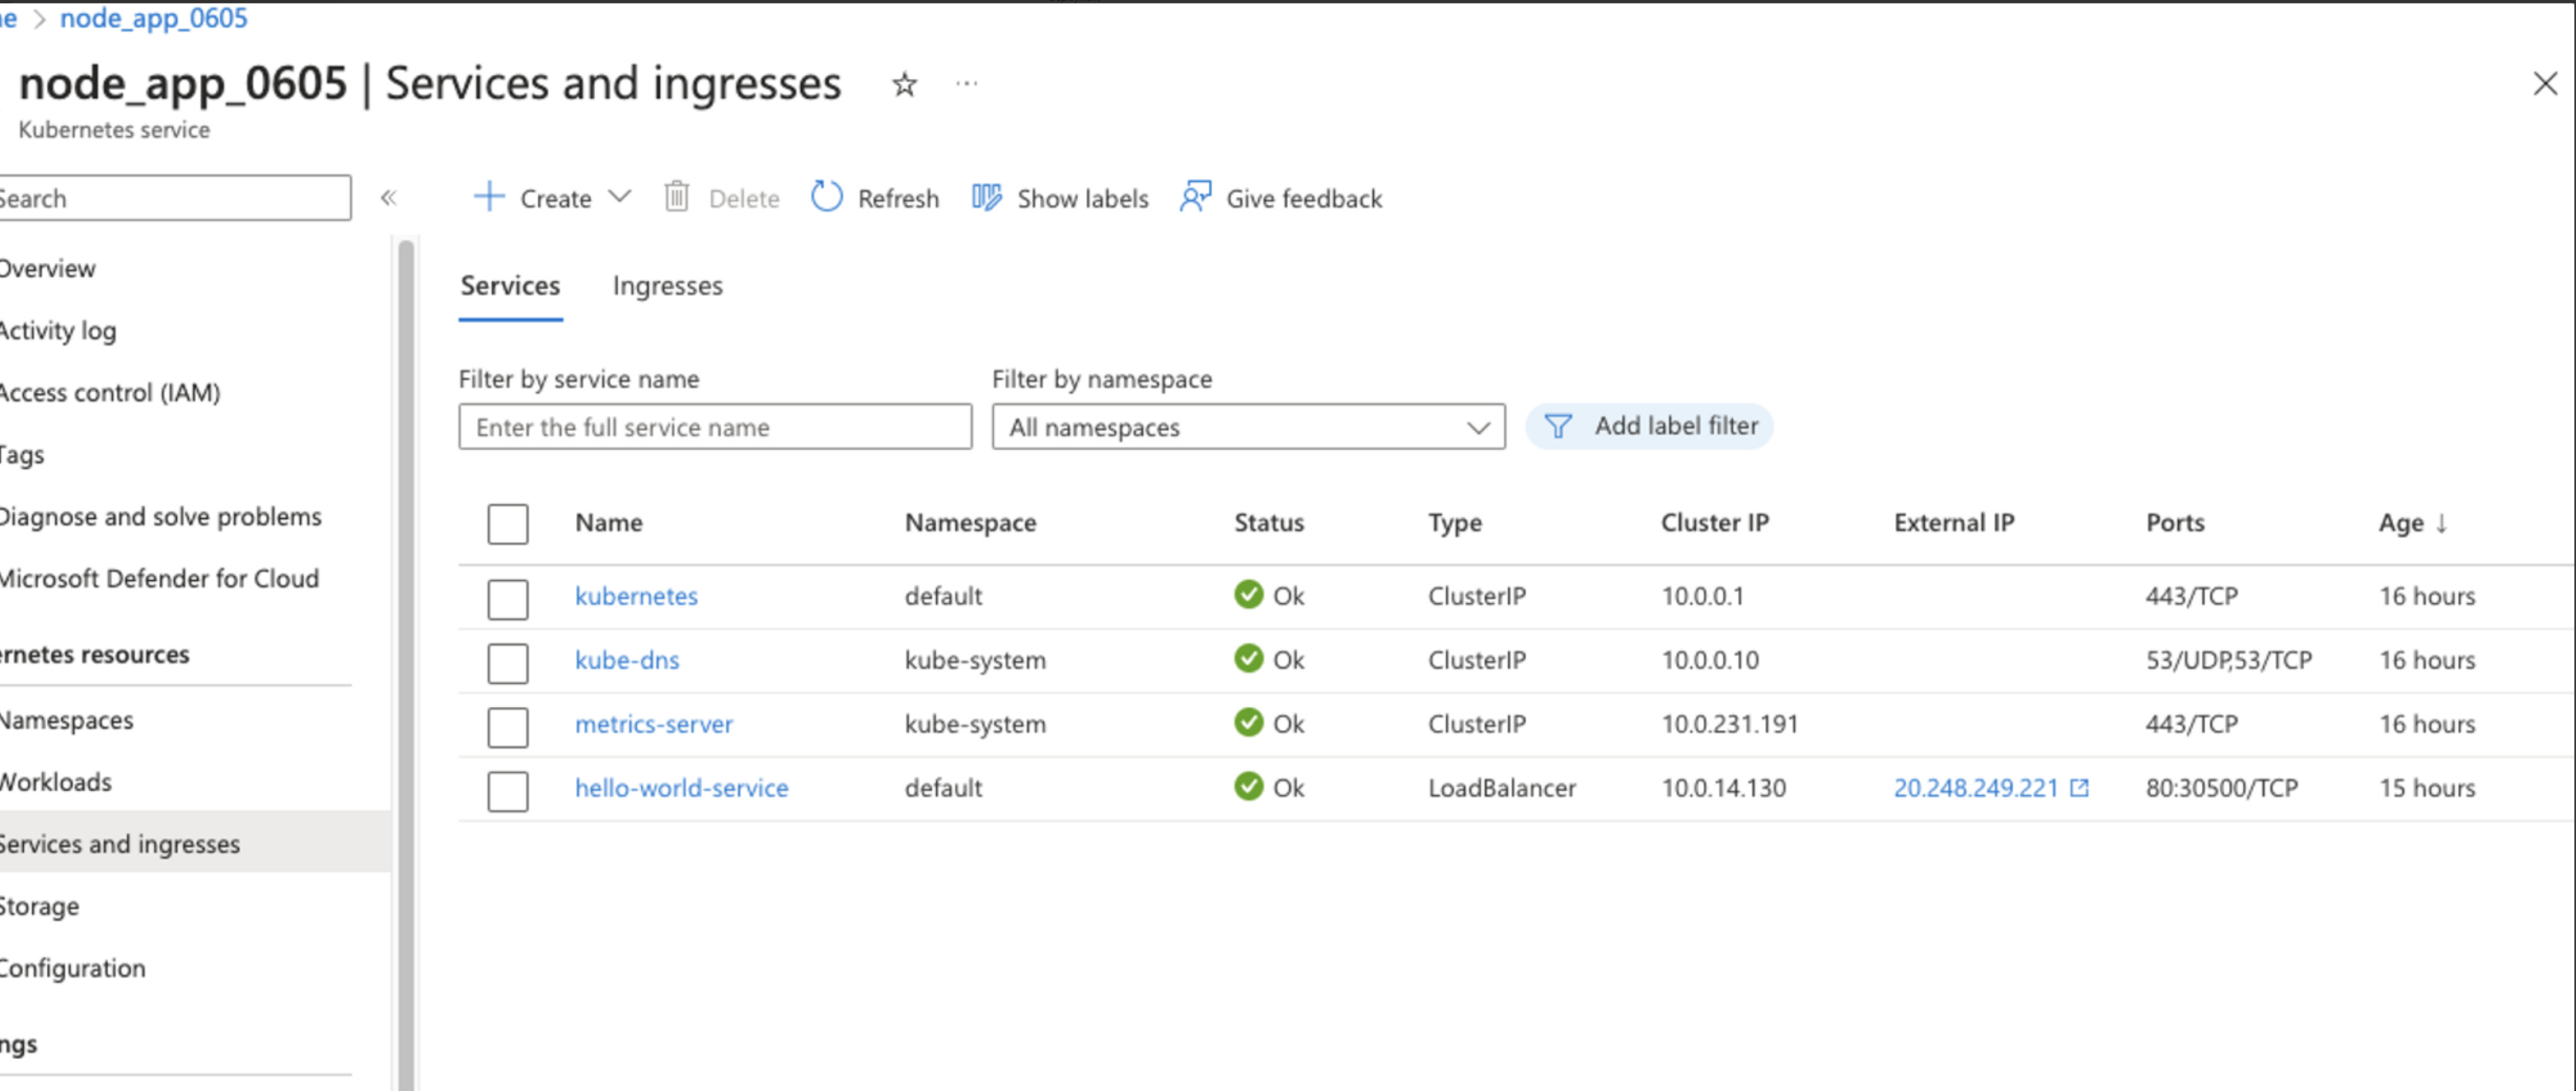 node_app_0605
node_app_0605 | Services and ingresses
Kubernetes service
Search
Create
Delete
Refresh
Show labels
Give feedback
Overview
Activity log
Access control (IAM)
Tags
Diagnose and solve problems
Microsoft Defender for Cloud
ernetes resources
Namespaces
Workloads
Services and ingresses
Storage
Configuration
ngs
Services Ingresses
Filter by service name
Enter the full service name
Filter by namespace
All namespaces
Add label filter
Name Namespace Status Type Cluster IP External IP Ports Age ↓
kubernetes default Ok ClusterIP 10.0.0.1 443/TCP 16 hours
kube-dns kube-system Ok ClusterIP 10.0.0.10 53/UDP,53/TCP 16 hours
metrics-server kube-system Ok ClusterIP 10.0.231.191 443/TCP 16 hours
hello-world-service default Ok LoadBalancer 10.0.14.130 20.248.249.221 80:30500/TCP 15 hours